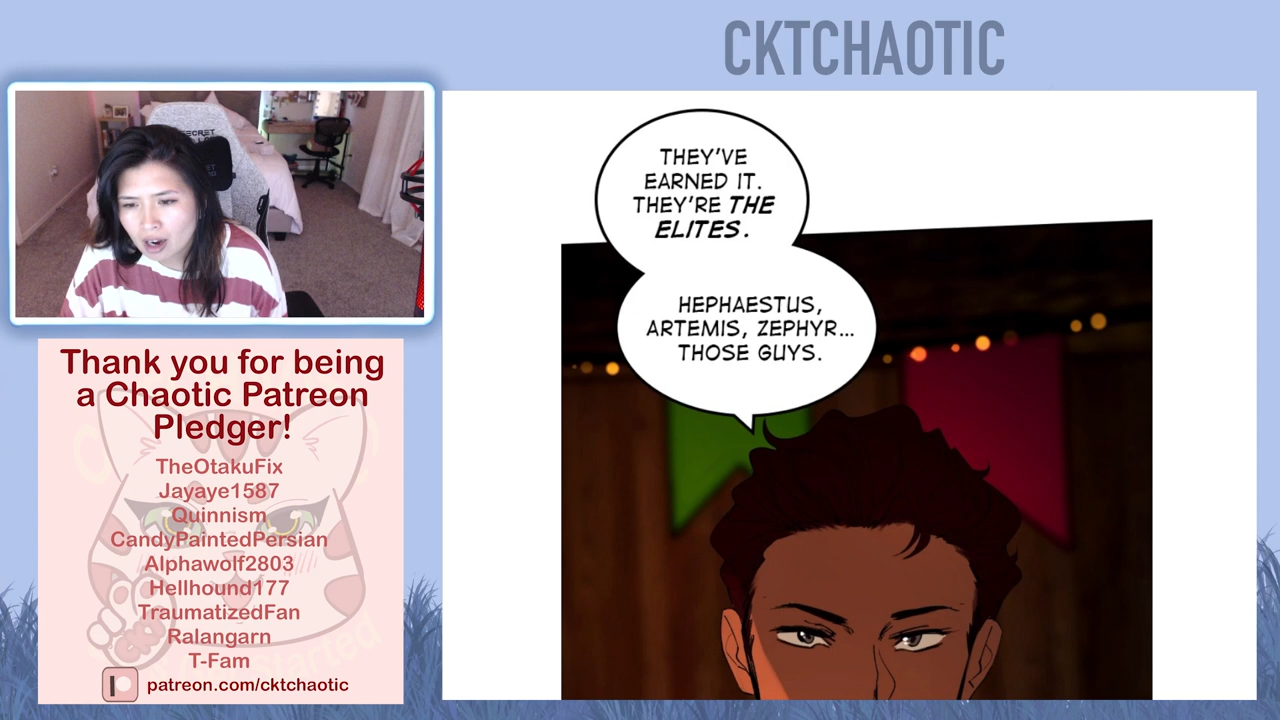 CKTCHAOTIC
THEY'VE
EARNED IT.
THEY'RE THE
ELITES.
HEPHAESTUS,
ARTEMIS, ZEPHYR...
THOSE GUYS.
SECRET
Thank you for being
a Chaotic Patreon
Pledger!
TheOtakuFix
Jayaye1587
Quinnism
CandyPaintedPersian
Alphawolf2803
Hellhound177
TraumatizedFan
Ralangarn
T-Fam
patreon.com/cktchaotic